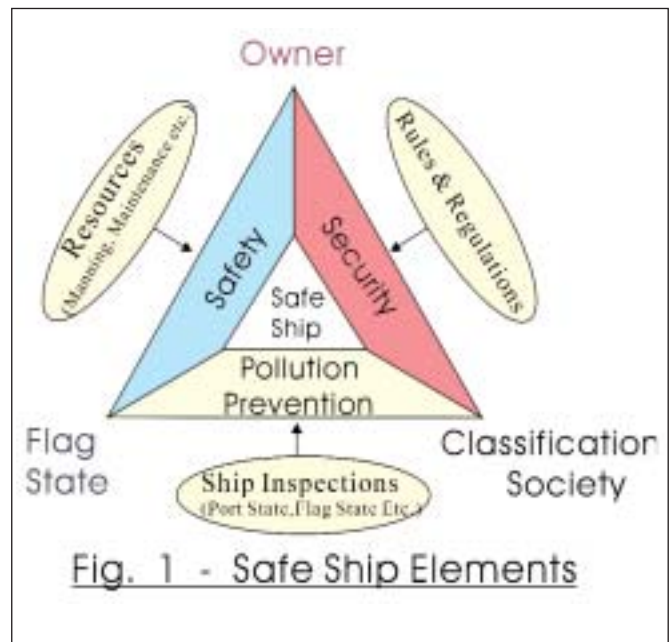 Owner
Resources
(Manning, Maintenance etc.)
Rules & Regulations
Safety
Security
Safe
Ship
Pollution
Prevention
Flag
State
Classification
Society
Ship Inspections
(Port State,Flag State Etc.)
Fig. 1 - Safe Ship Elements